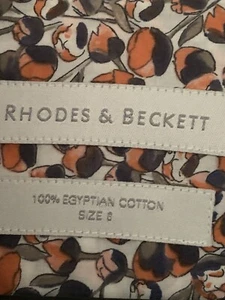 RHODES & BECKETT
100% EGYPTIAN COTTON
SIZE 8